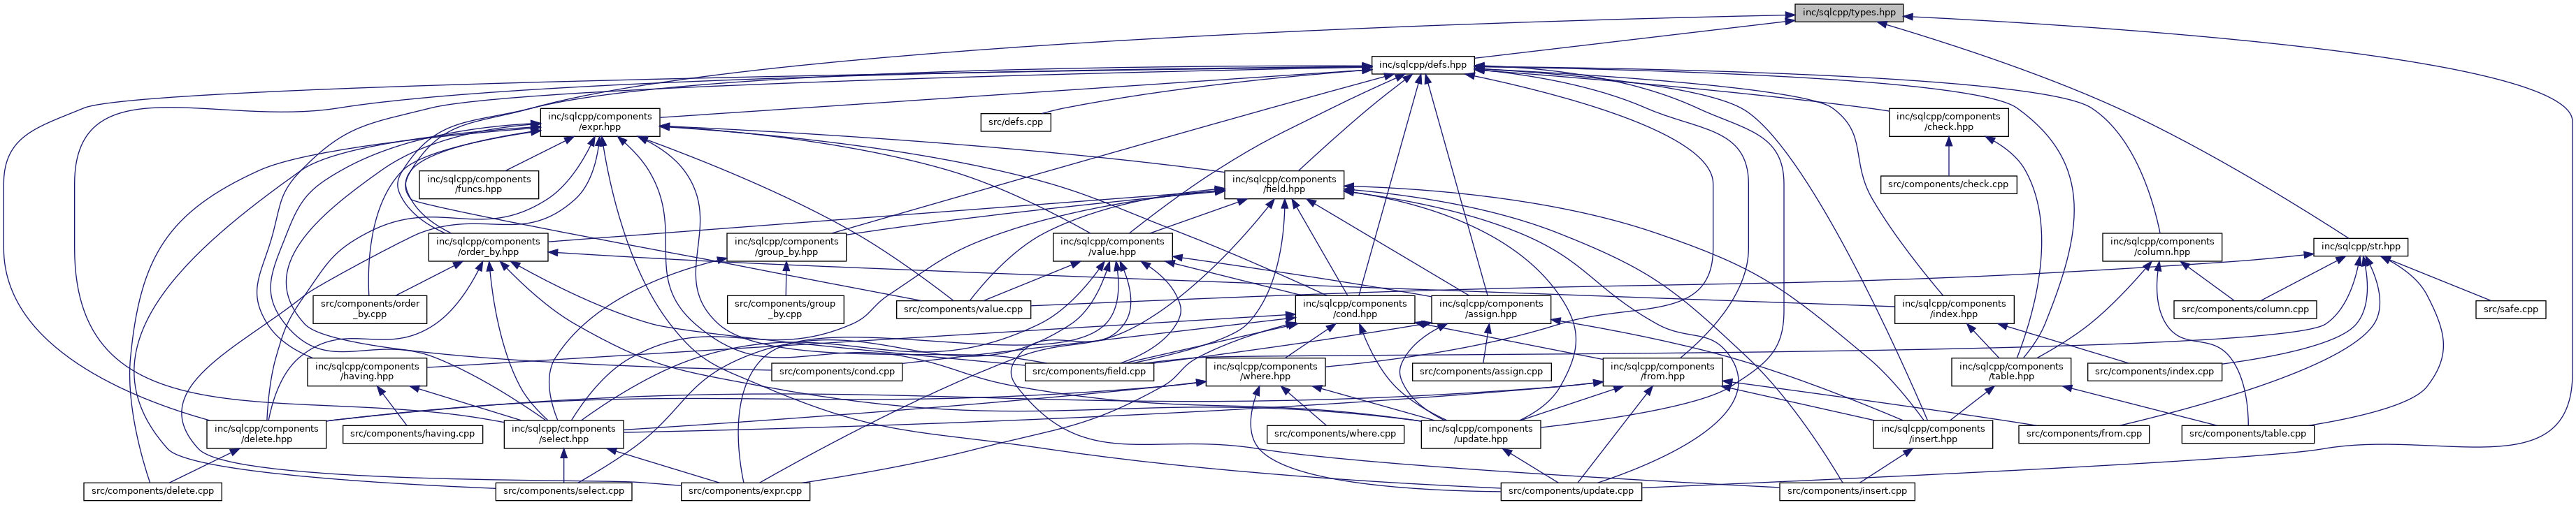 inc/sqlcpp/types.hpp
inc/sqlcpp/defs.hpp
inc/sqlcpp/components
/expr.hpp
src/defs.cpp
inc/sqlcpp/components
/check.hpp
inc/sqlcpp/components
/funcs.hpp
inc/sqlcpp/components
/field.hpp
src/components/check.cpp
inc/sqlcpp/components
/order_by.hpp
inc/sqlcpp/components
/group_by.hpp
inc/sqlcpp/components
/value.hpp
inc/sqlcpp/components
/column.hpp
inc/sqlcpp/str.hpp
src/components/order
_by.cpp
src/components/group
_by.cpp
src/components/value.cpp
inc/sqlcpp/components
/cond.hpp
inc/sqlcpp/components
/assign.hpp
inc/sqlcpp/components
/index.hpp
src/components/column.cpp
src/safe.cpp
inc/sqlcpp/components
/having.hpp
src/components/cond.cpp
src/components/field.cpp
inc/sqlcpp/components
/where.hpp
src/components/assign.cpp
inc/sqlcpp/components
/from.hpp
inc/sqlcpp/components
/table.hpp
src/components/index.cpp
inc/sqlcpp/components
/delete.hpp
src/components/having.cpp
inc/sqlcpp/components
/select.hpp
src/components/where.cpp
inc/sqlcpp/components
/update.hpp
inc/sqlcpp/components
/insert.hpp
src/components/from.cpp
src/components/table.cpp
src/components/delete.cpp
src/components/select.cpp
src/components/expr.cpp
src/components/update.cpp
src/components/insert.cpp